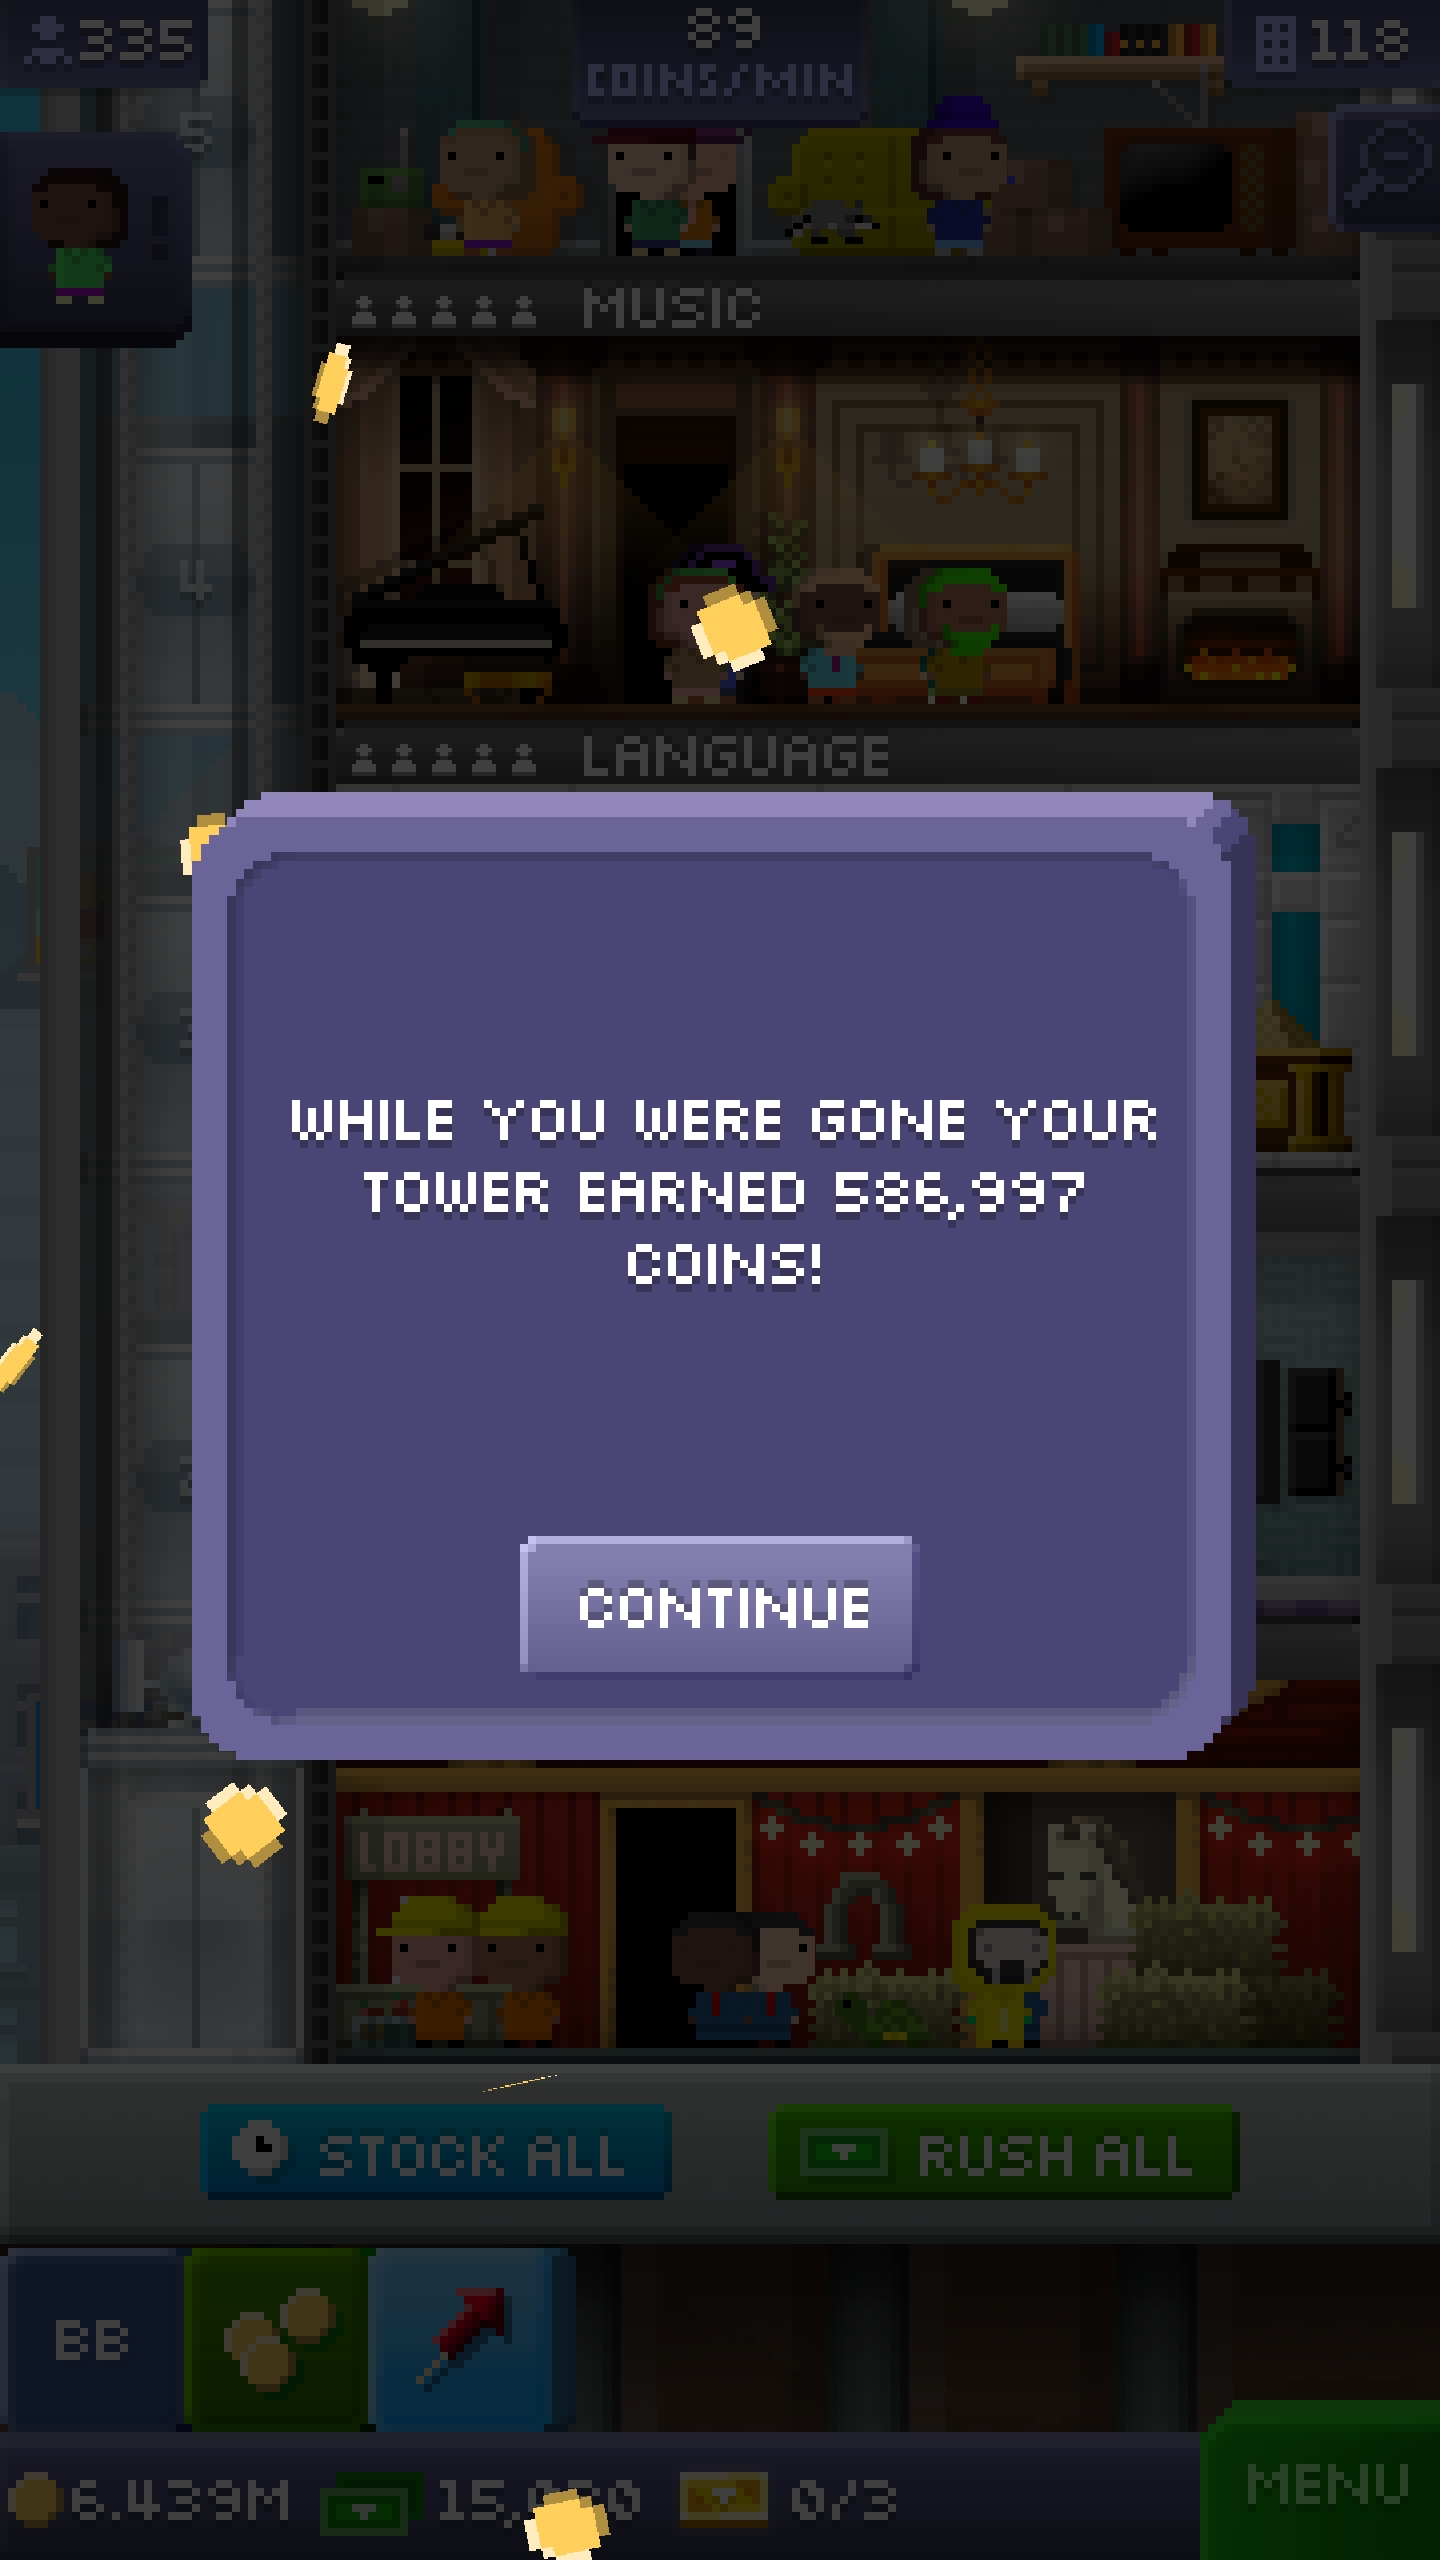 335
89
COINS/MIN
118
5
MUSIC
4
LANGUAGE
WHILE YOU WERE GONE YOUR
TOWER EARNED 586,997
COINS!
CONTINUE
LOBBY
STOCK ALL
RUSH ALL
BB
6.439M
0/3
MENU